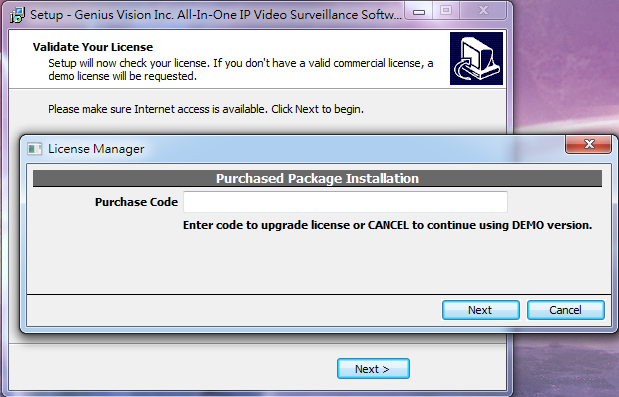 Setup - Genius Vision Inc. All-In-One IP Video Surveillance Softw...
Validate Your License
Setup will now check your license. If you don't have a valid commercial license, a
demo license will be requested.
Please make sure Internet access is available. Click Next to begin.
License Manager
Purchased Package Installation
Purchase Code
Enter code to upgrade license or CANCEL to continue using DEMO version.
Next
Cancel
Next >